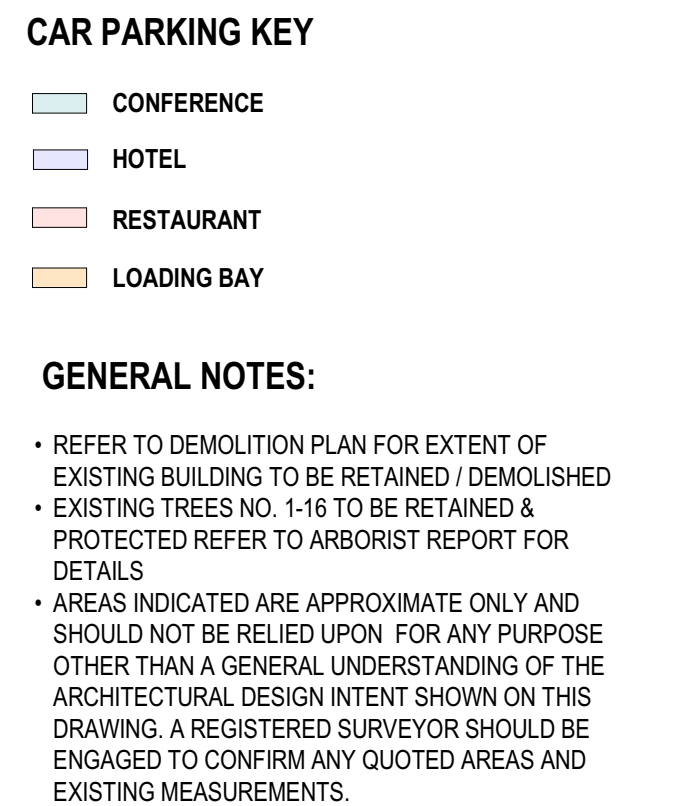 CAR PARKING KEY
CONFERENCE
HOTEL
RESTAURANT
LOADING BAY
GENERAL NOTES:
• REFER TO DEMOLITION PLAN FOR EXTENT OF
EXISTING BUILDING TO BE RETAINED / DEMOLISHED
• EXISTING TREES NO. 1-16 TO BE RETAINED &
PROTECTED REFER TO ARBORIST REPORT FOR
DETAILS
• AREAS INDICATED ARE APPROXIMATE ONLY AND
SHOULD NOT BE RELIED UPON  FOR ANY PURPOSE
OTHER THAN A GENERAL UNDERSTANDING OF THE
ARCHITECTURAL DESIGN INTENT SHOWN ON THIS
DRAWING. A REGISTERED SURVEYOR SHOULD BE
ENGAGED TO CONFIRM ANY QUOTED AREAS AND
EXISTING MEASUREMENTS.